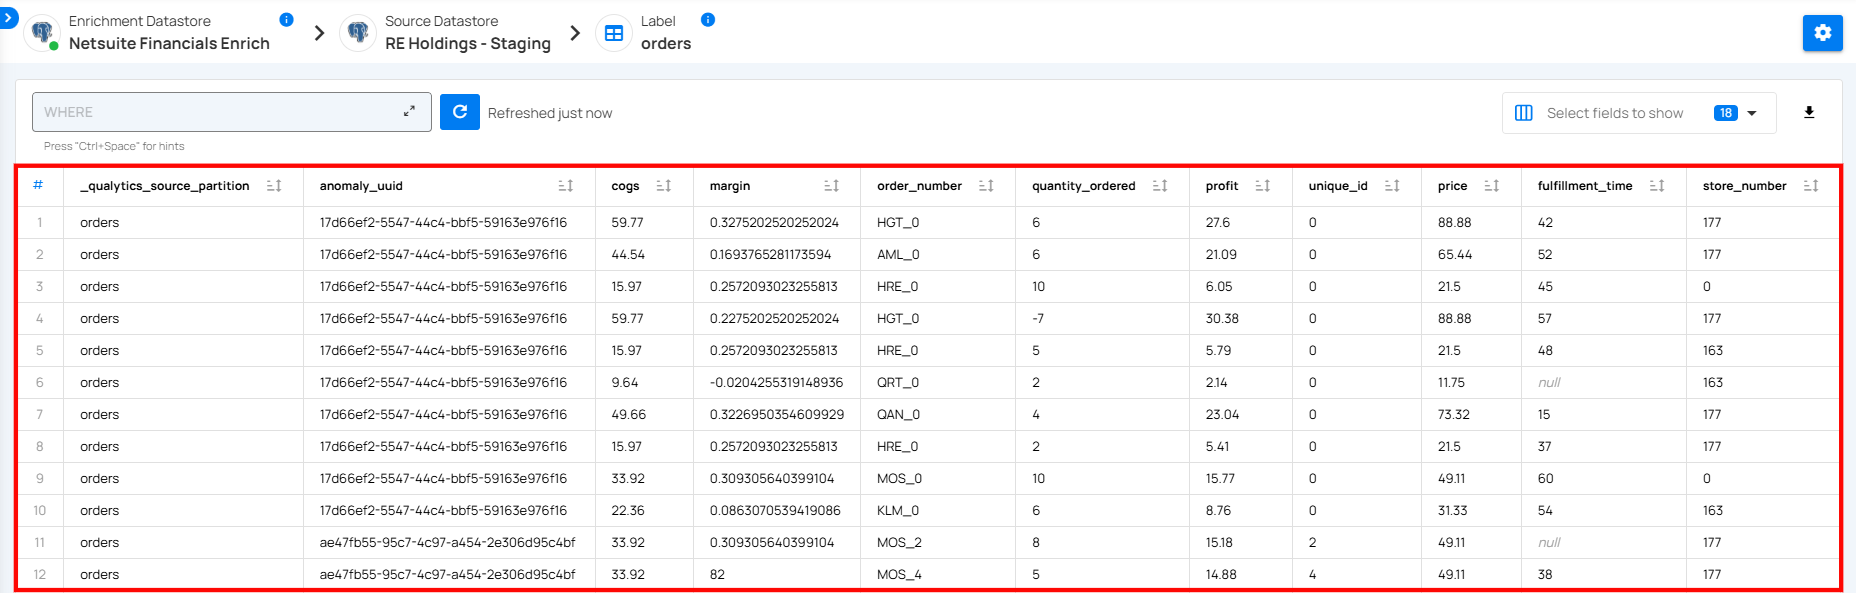 Enrichment Datastore
Netsuite Financials Enrich
Source Datastore
RE Holdings - Staging
Label
orders
WHERE
Refreshed just now
Select fields to show 18
Press "Ctrl+Space" for hints
# _qualytics_source_partition anomaly_uuid cogs margin order_number quantity_ordered profit unique_id price fulfillment_time store_number
1 orders 17d66ef2-5547-44c4-bbf5-59163e976f16 59.77 0.3275202520252024 HGT_0 6 27.6 0 88.88 42 177
2 orders 17d66ef2-5547-44c4-bbf5-59163e976f16 44.54 0.1693765281173594 AML_0 6 21.09 0 65.44 52 177
3 orders 17d66ef2-5547-44c4-bbf5-59163e976f16 15.97 0.2572093023255813 HRE_0 10 6.05 0 21.5 45 0
4 orders 17d66ef2-5547-44c4-bbf5-59163e976f16 59.77 0.2275202520252024 HGT_0 -7 30.38 0 88.88 57 177
5 orders 17d66ef2-5547-44c4-bbf5-59163e976f16 15.97 0.2572093023255813 HRE_0 5 5.79 0 21.5 48 163
6 orders 17d66ef2-5547-44c4-bbf5-59163e976f16 9.64 -0.0204255319148936 QRT_0 2 2.14 0 11.75 null 163
7 orders 17d66ef2-5547-44c4-bbf5-59163e976f16 49.66 0.3226950354609929 QAN_0 4 23.04 0 73.32 15 177
8 orders 17d66ef2-5547-44c4-bbf5-59163e976f16 15.97 0.2572093023255813 HRE_0 2 5.41 0 21.5 37 177
9 orders 17d66ef2-5547-44c4-bbf5-59163e976f16 33.92 0.309305640399104 MOS_0 10 15.77 0 49.11 60 0
10 orders 17d66ef2-5547-44c4-bbf5-59163e976f16 22.36 0.0863070539419086 KLM_0 6 8.76 0 31.33 54 163
11 orders ae47fb55-95c7-4c97-a454-2e306d95c4bf 33.92 0.309305640399104 MOS_2 8 15.18 2 49.11 null 177
12 orders ae47fb55-95c7-4c97-a454-2e306d95c4bf 33.92 82 MOS_4 5 14.88 4 49.11 38 177